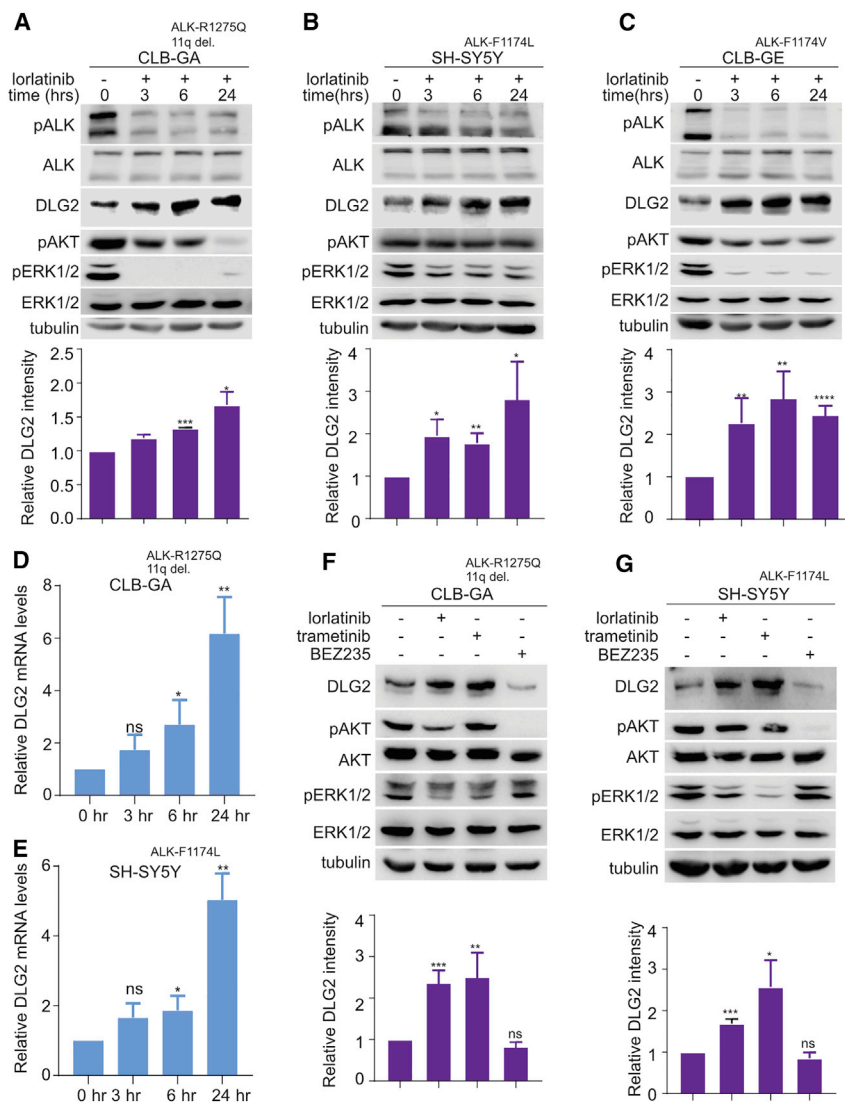 A
ALK-R1275Q
11q del.
CLB-GA
lorlatinib - + + +
time (hrs) 0 3 6 24
pALK
ALK
DLG2
pAKT
pERK1/2
ERK1/2
tubulin
Relative DLG2 intensity
2.5
2.0
1.5
1.0
0.5
0.0
***
*
B
ALK-F1174L
SH-SY5Y
lorlatinib - + + +
time(hrs) 0 3 6 24
pALK
ALK
DLG2
pAKT
pERK1/2
ERK1/2
tubulin
Relative DLG2 intensity
4
3
2
1
0
*
**
*
C
ALK-F1174V
CLB-GE
lorlatinib - + + +
time(hrs) 0 3 6 24
pALK
ALK
DLG2
pAKT
pERK1/2
ERK1/2
tubulin
Relative DLG2 intensity
4
3
2
1
0
**
**
****
D
ALK-R1275Q
11q del.
CLB-GA
Relative DLG2 mRNA levels
8
6
4
2
0
ns
*
**
0 hr 3 hr 6 hr 24 hr
E
ALK-F1174L
SH-SY5Y
Relative DLG2 mRNA levels
6
4
2
0
ns
*
**
0 hr 3 hr 6 hr 24 hr
F
ALK-R1275Q
11q del.
CLB-GA
lorlatinib - + - -
trametinib - - + -
BEZ235 - - - +
DLG2
pAKT
AKT
pERK1/2
ERK1/2
tubulin
Relative DLG2 intensity
4
3
2
1
0
***
**
ns
G
ALK-F1174L
SH-SY5Y
lorlatinib - + - -
trametinib - - + -
BEZ235 - - - +
DLG2
pAKT
AKT
pERK1/2
ERK1/2
tubulin
Relative DLG2 intensity
4
3
2
1
0
***
*
ns